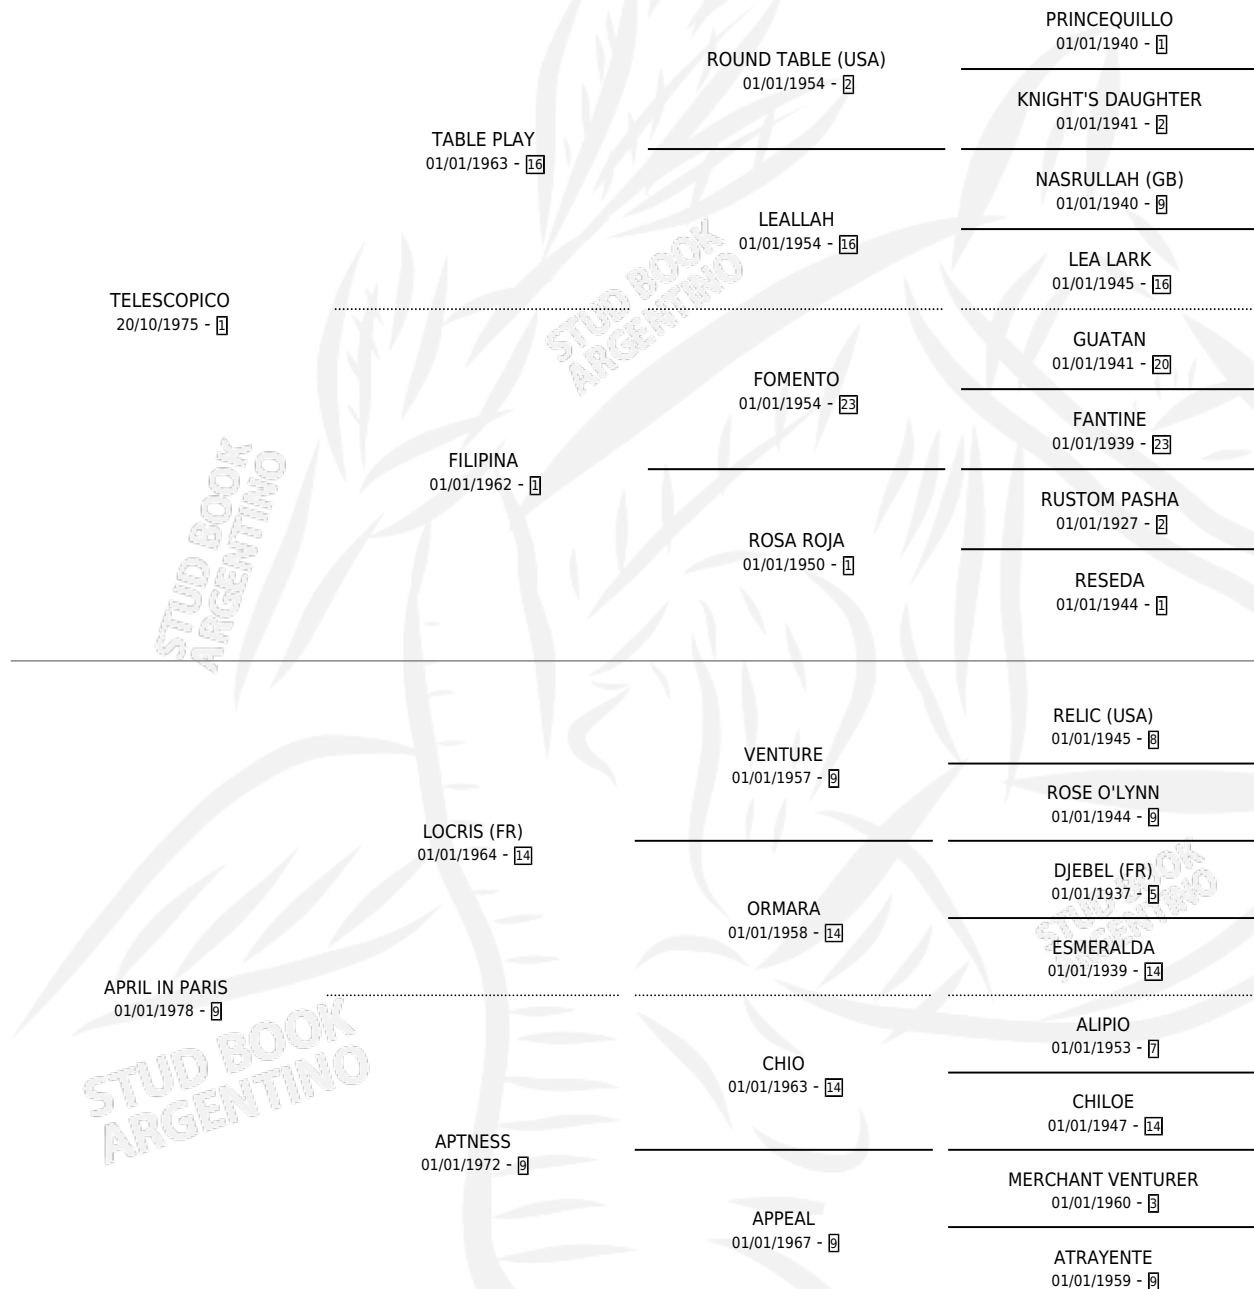 PRINCEQUILLO
01/01/1940 - 1
ROUND TABLE (USA)
01/01/1954 - 2
KNIGHT'S DAUGHTER
01/01/1941 - 2
TABLE PLAY
01/01/1963 - 16
NASRULLAH (GB)
01/01/1940 - 9
LEALLAH
01/01/1954 - 16
LEA LARK
01/01/1945 - 16
TELESCOPICO
20/10/1975 - 1
STUD BOOK
ARGENTINO
GUATAN
01/01/1941 - 20
FOMENTO
01/01/1954 - 23
FANTINE
01/01/1939 - 23
FILIPINA
01/01/1962 - 1
RUSTOM PASHA
01/01/1927 - 2
ROSA ROJA
01/01/1950 - 1
RESEDA
01/01/1944 - 1
STUD BOOK
ARGENTINO
RELIC (USA)
01/01/1945 - 8
VENTURE
01/01/1957 - 9
ROSE O'LYNN
01/01/1944 - 9
LOCRIS (FR)
01/01/1964 - 14
DJEBEL (FR)
01/01/1937 - 5
ORMARA
01/01/1958 - 14
STUD BOOK
ARGENTINO
ESMERALDA
01/01/1939 - 14
APRIL IN PARIS
01/01/1978 - 9
STUD BOOK
ARGENTINO
ALIPIO
01/01/1953 - 7
CHIO
01/01/1963 - 14
CHILOE
01/01/1947 - 14
APTNESS
01/01/1972 - 9
MERCHANT VENTURER
01/01/1960 - 3
APPEAL
01/01/1967 - 9
ATRAYENTE
01/01/1959 - 9